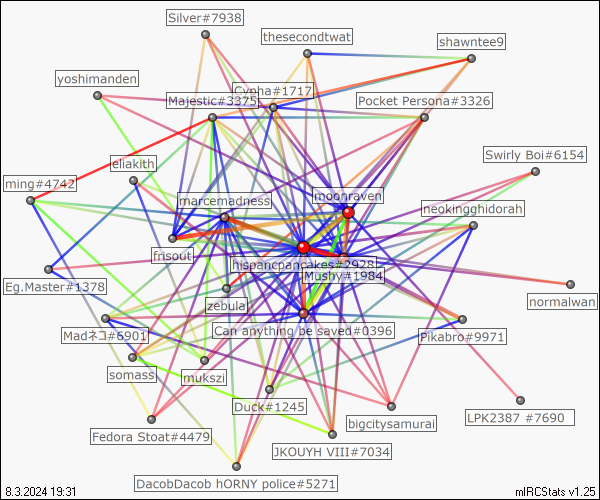 Silver#7938
thesecondtwat
shawntee9
yoshimanden
Cypha#1717
Majestic#3375
Pocket Persona#3326
Swirly Boi#6154
eliakith
ming#4742
moonraven
marcemadness
neokingghidorah
frisout
hispancpancakes#2928
Mushy#1984
Eg.Master#1378
normalwan
zebula
Madネコ#6901
Can anything be saved#0396
Pikabro#9971
somass
mukszi
Duck#1245
bigcitysamurai
LPK2387 #7690
Fedora Stoat#4479
JKOUYH VIII#7034
DacobDacob hORNY police#5271
8.3.2024 19:31
mIRCStats v1.25